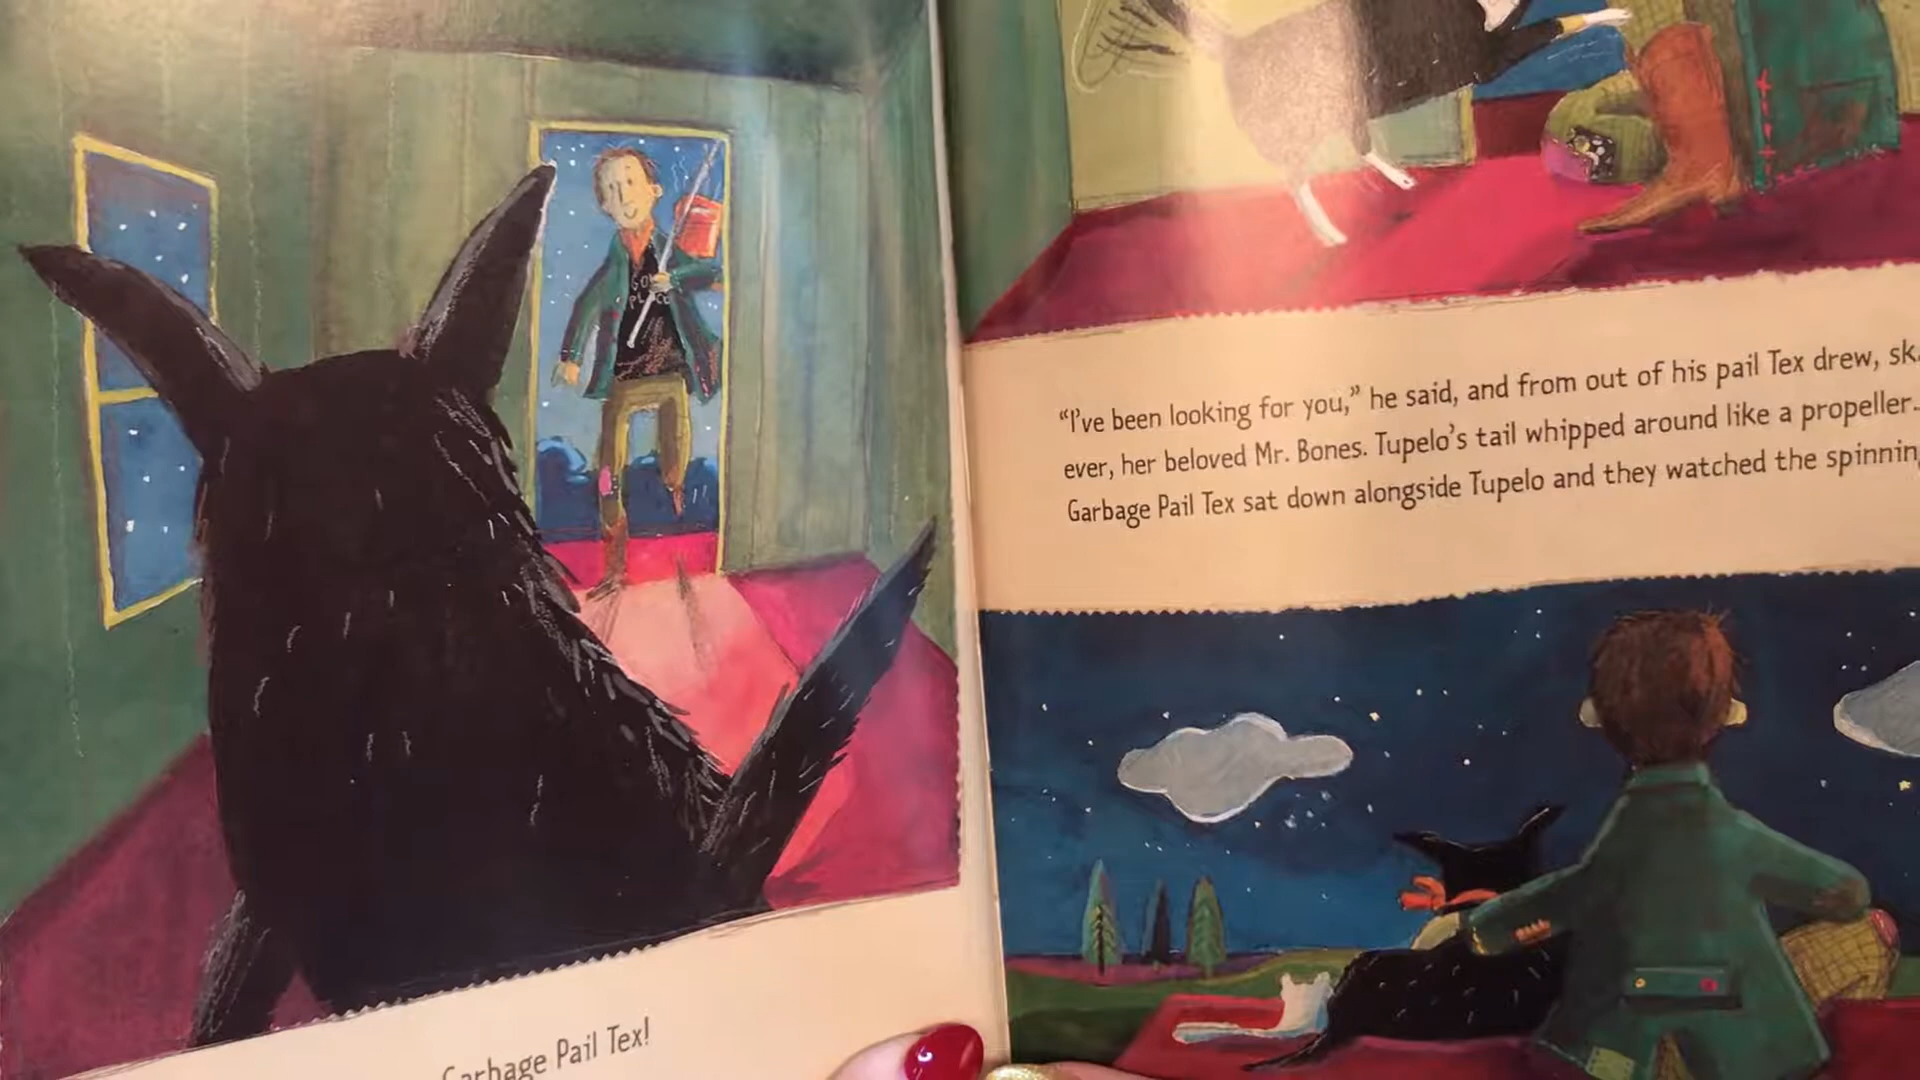 GO
PLACE
Garbage Pail Tex!
“I’ve been looking for you,” he said, and from out of his pail Tex drew,
ever, her beloved Mr. Bones. Tupelo’s tail whipped around like a propeller.
Garbage Pail Tex sat down alongside Tupelo and they watched the